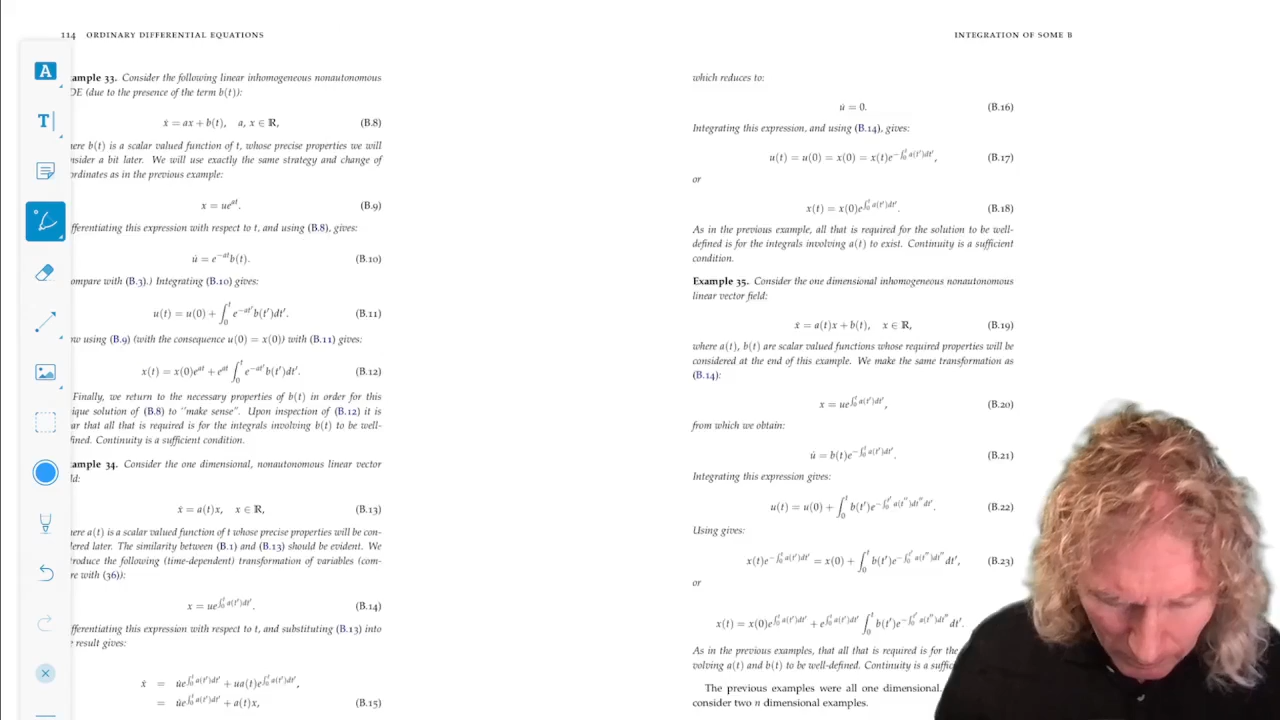 114 ORDINARY DIFFERENTIAL EQUATIONS
ample 33. Consider the following linear inhomogeneous nonautonomous
DE (due to the presence of the term b(t)):
ẋ = ax + b(t), a, x ∈ ℝ, (B.8)
ere b(t) is a scalar valued function of t, whose precise properties we will
nsider a bit later. We will use exactly the same strategy and change of
ordinates as in the previous example:
x = ue^{at}. (B.9)
fferentiating this expression with respect to t, and using (B.8), gives:
u̇ = e^{−at}b(t). (B.10)
ompare with (B.3).) Integrating (B.10) gives:
u(t) = u(0) + ∫_0^t e^{−at′}b(t′)dt′. (B.11)
ow using (B.9) (with the consequence u(0) = x(0)) with (B.11) gives:
x(t) = x(0)e^{at} + e^{at} ∫_0^t e^{−at′}b(t′)dt′. (B.12)
Finally, we return to the necessary properties of b(t) in order for this
ique solution of (B.8) to "make sense". Upon inspection of (B.12) it is
ar that all that is required is for the integrals involving b(t) to be well-
fined. Continuity is a sufficient condition.
ample 34. Consider the one dimensional, nonautonomous linear vector
ld:
ẋ = a(t)x, x ∈ ℝ, (B.13)
ere a(t) is a scalar valued function of t whose precise properties will be con-
dered later. The similarity between (B.1) and (B.13) should be evident. We
troduce the following (time-dependent) transformation of variables (com-
re with (36)):
x = ue^{∫_0^t a(t′)dt′}. (B.14)
fferentiating this expression with respect to t, and substituting (B.13) into
e result gives:
ẋ = u̇e^{∫_0^t a(t′)dt′} + ua(t)e^{∫_0^t a(t′)dt′},
= u̇e^{∫_0^t a(t′)dt′} + a(t)x, (B.15)
INTEGRATION OF SOME B
which reduces to:
u̇ = 0. (B.16)
Integrating this expression, and using (B.14), gives:
u(t) = u(0) = x(0) = x(t)e^{−∫_0^t a(t′)dt′}, (B.17)
or
x(t) = x(0)e^{∫_0^t a(t′)dt′}. (B.18)
As in the previous example, all that is required for the solution to be well-
defined is for the integrals involving a(t) to exist. Continuity is a sufficient
condition.
Example 35. Consider the one dimensional inhomogeneous nonautonomous
linear vector field:
ẋ = a(t)x + b(t), x ∈ ℝ, (B.19)
where a(t), b(t) are scalar valued functions whose required properties will be
considered at the end of this example. We make the same transformation as
(B.14):
x = ue^{∫_0^t a(t′)dt′}, (B.20)
from which we obtain:
u̇ = b(t)e^{−∫_0^t a(t′)dt′}. (B.21)
Integrating this expression gives:
u(t) = u(0) + ∫_0^t b(t′)e^{−∫_0^{t′} a(t″)dt″}dt′. (B.22)
Using gives:
x(t)e^{−∫_0^t a(t′)dt′} = x(0) + ∫_0^t b(t′)e^{−∫_0^{t′} a(t″)dt″}dt′, (B.23)
or
x(t) = x(0)e^{∫_0^t a(t′)dt′} + e^{∫_0^t a(t′)dt′} ∫_0^t b(t′)e^{−∫_0^{t′} a(t″)dt″}dt′.
As in the previous examples, that all that is required is for the
volving a(t) and b(t) to be well-defined. Continuity is a suffic
The previous examples were all one dimensional.
consider two n dimensional examples.